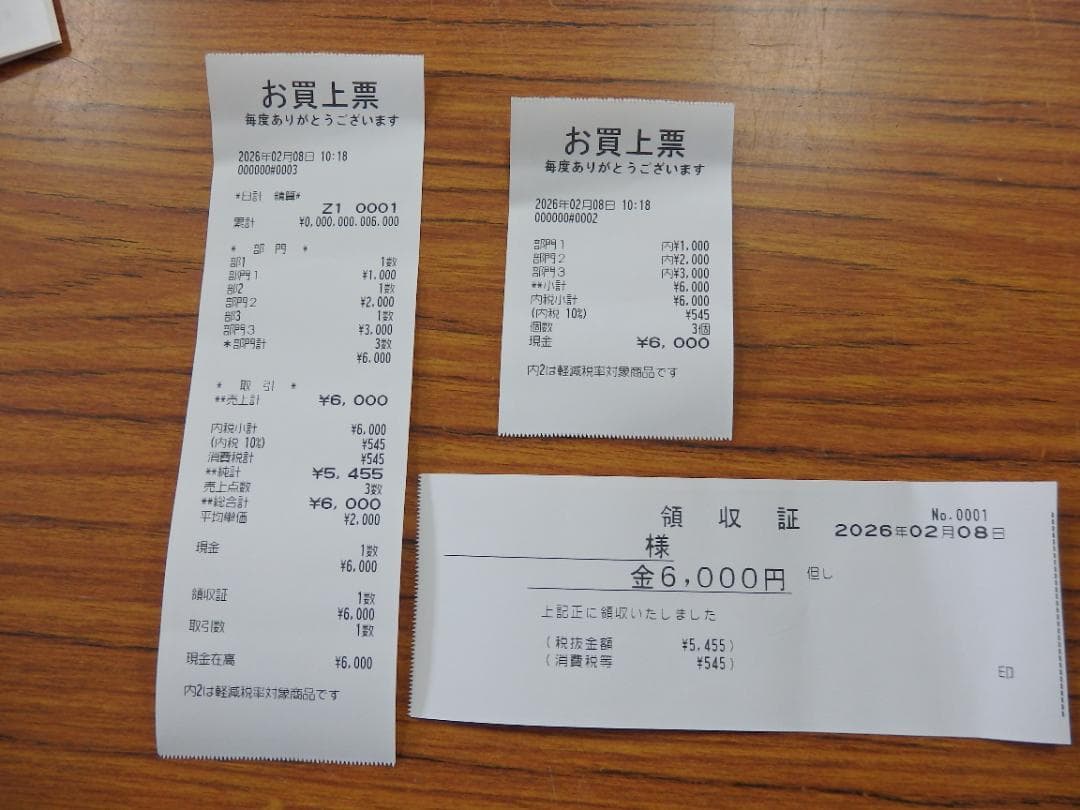 お買上票
毎度ありがとうございます
2026年02月08日 10:18
000000#0003
*日計 精算*
Z1 0001
累計 ¥0,000,000,006,000
* 部 門 *
部1 1数
部門1 ¥1,000
部2 1数
部門2 ¥2,000
部3 1数
部門3 ¥3,000
*部門計 3数
¥6,000
* 取 引 *
**売上計 ¥6,000
内税小計 ¥6,000
(内税 10%) ¥545
消費税計 ¥545
**純計 ¥5,455
売上点数 3数
**総合計 ¥6,000
平均単価 ¥2,000
現金 1数
¥6,000
領収証 1数
¥6,000
取引数 1数
現金在高 ¥6,000
内2は軽減税率対象商品です
お買上票
毎度ありがとうございます
2026年02月08日 10:18
000000#0002
部門1 内¥1,000
部門2 内¥2,000
部門3 内¥3,000
**小計 ¥6,000
内税小計 ¥6,000
(内税 10%) ¥545
個数 3個
現金 ¥6,000
内2は軽減税率対象商品です
領 収 証 No.0001
2026年02月08日
様
金6,000円 但し
上記正に領収いたしました
(税抜金額 ¥5,455)
(消費税等 ¥545)
ED